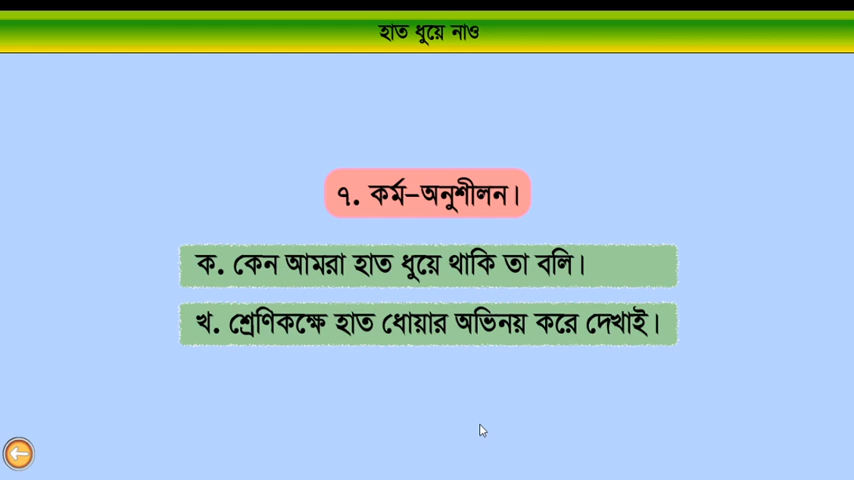 হাত ধুয়ে নাও
৭. কর্ম-অনুশীলন।
ক. কেন আমরা হাত ধুয়ে থাকি তা বলি।
খ. শ্রেণিকক্ষে হাত ধোয়ার অভিনয় করে দেখাই।